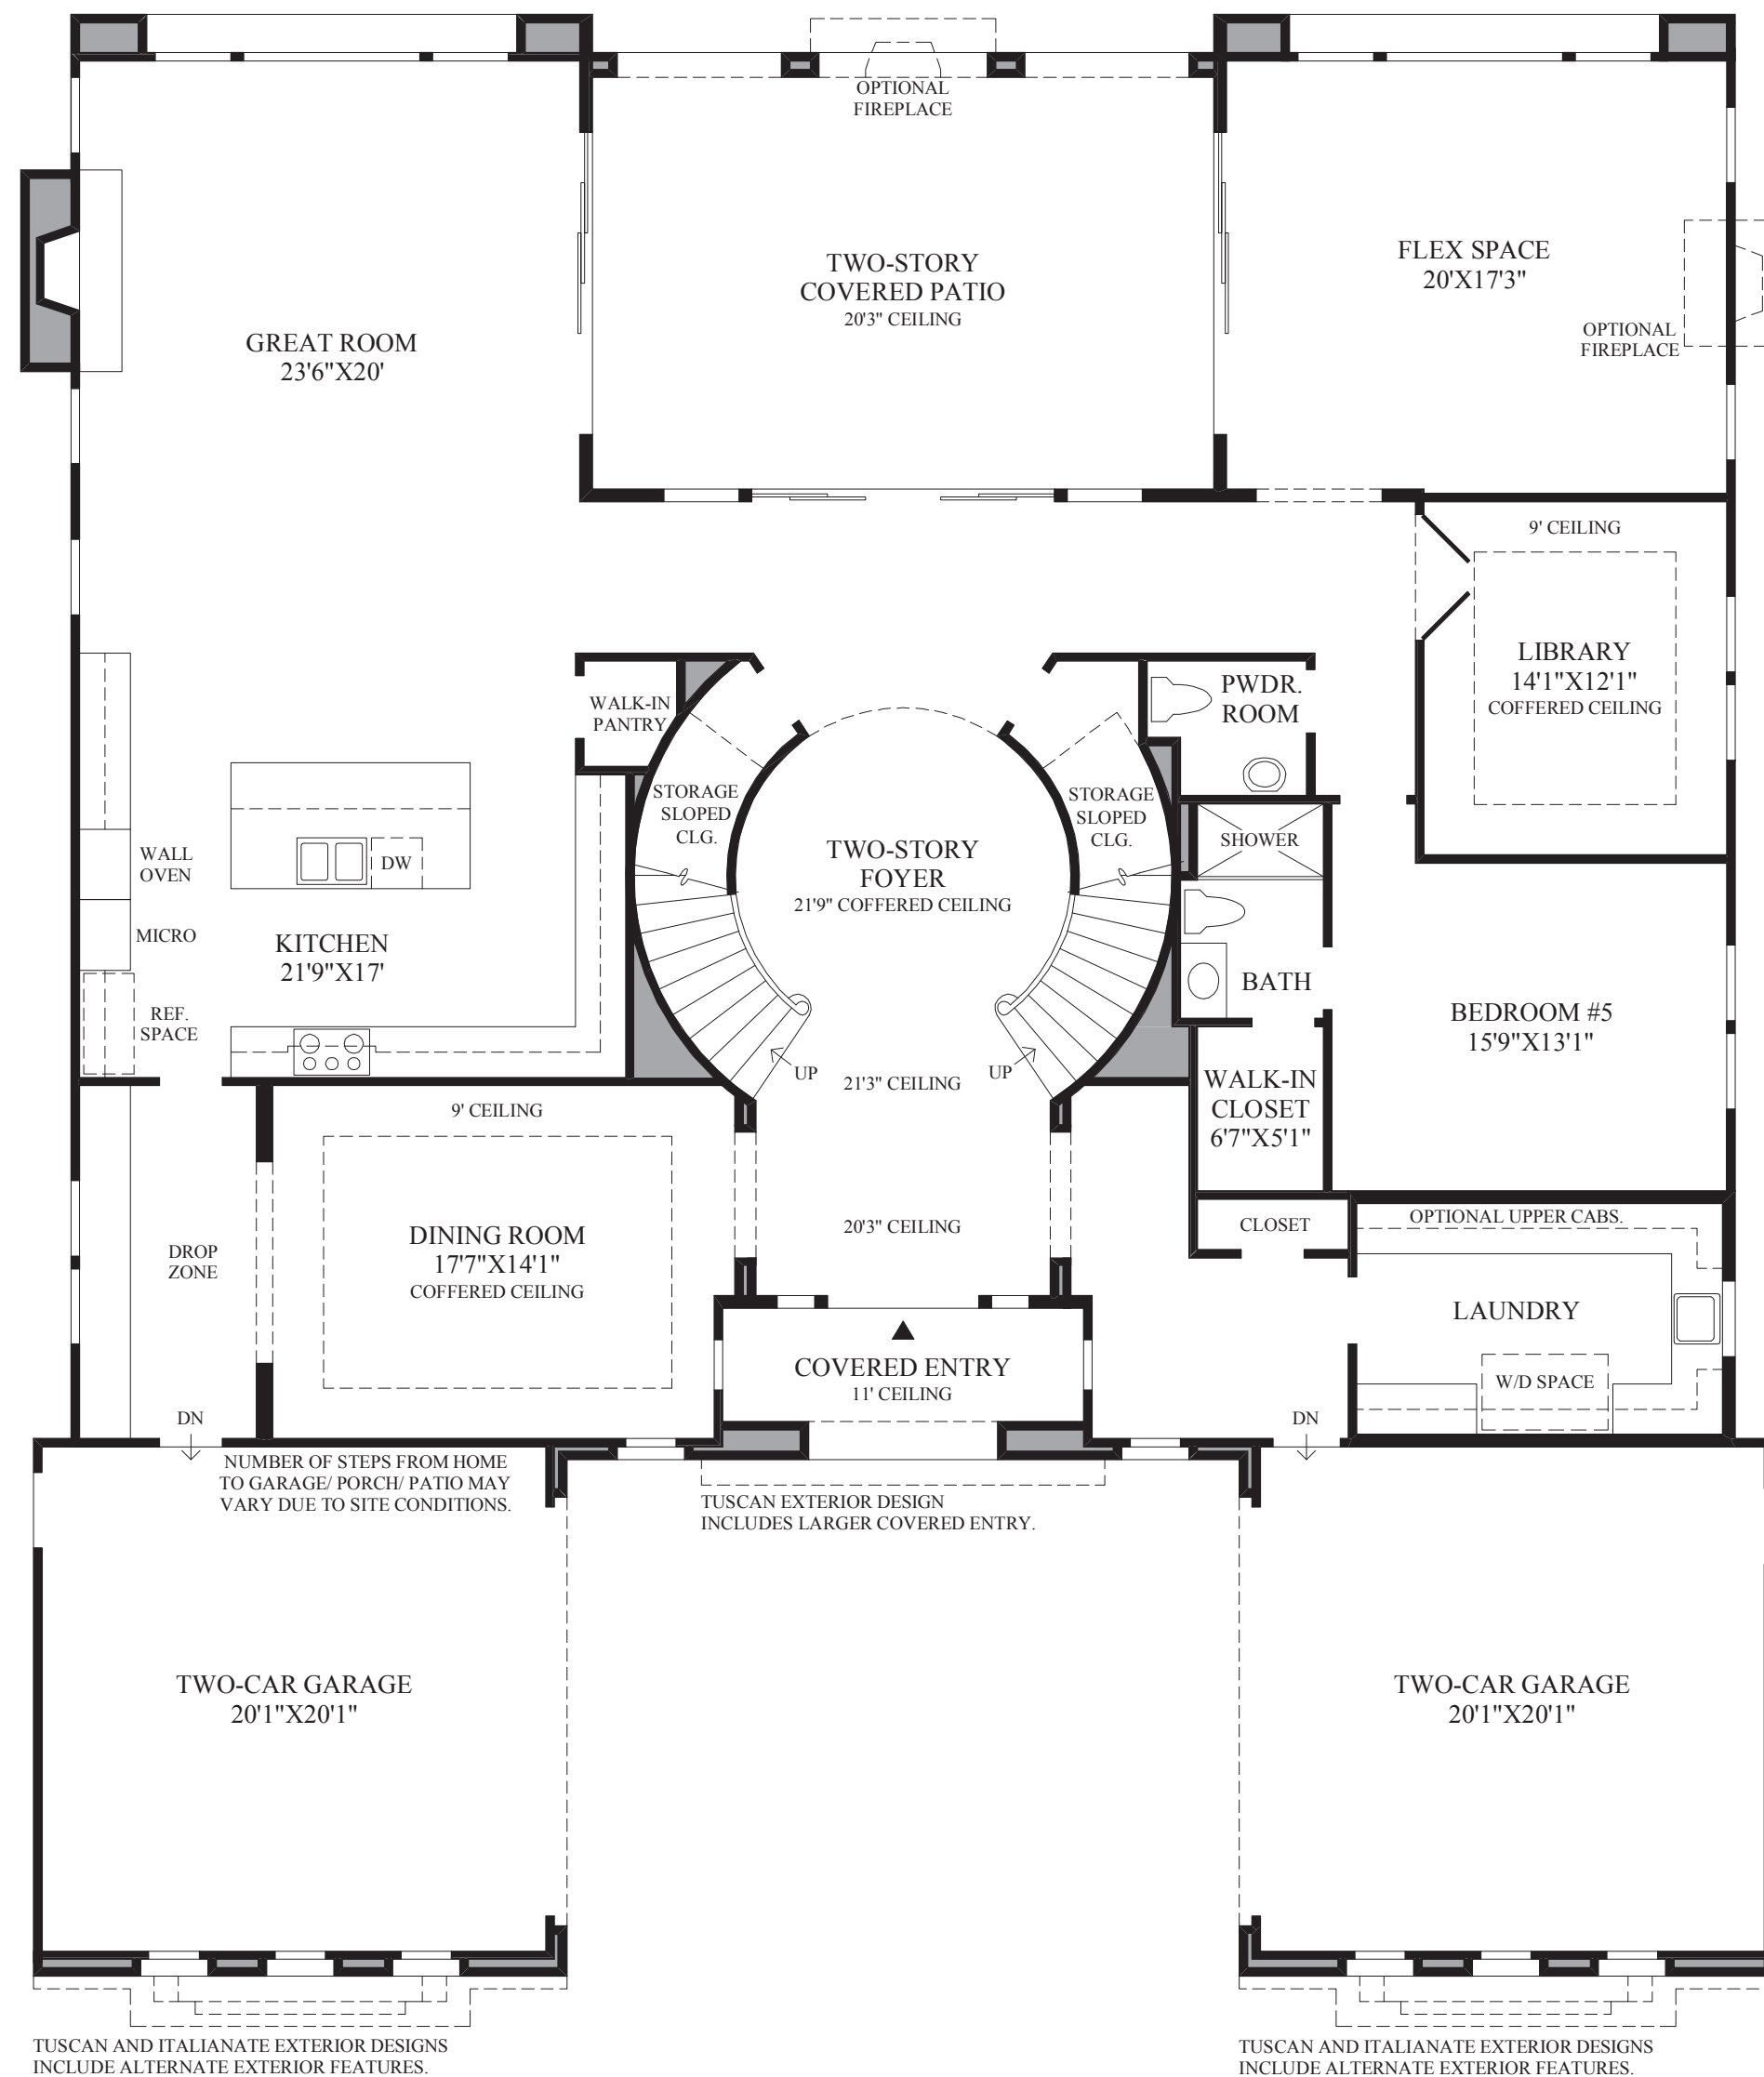 OPTIONAL
FIREPLACE
TWO-STORY
COVERED PATIO
20'3" CEILING
FLEX SPACE
20'X17'3"
OPTIONAL
FIREPLACE
GREAT ROOM
23'6"X20'
9' CEILING
LIBRARY
14'1"X12'1"
COFFERED CEILING
WALK-IN
PANTRY
PWDR.
ROOM
STORAGE
SLOPED
CLG.
STORAGE
SLOPED
CLG.
TWO-STORY
FOYER
21'9" COFFERED CEILING
SHOWER
WALL
OVEN
DW
MICRO
KITCHEN
21'9"X17'
REF.
SPACE
BATH
BEDROOM #5
15'9"X13'1"
UP
21'3" CEILING
UP
WALK-IN
CLOSET
6'7"X5'1"
9' CEILING
DINING ROOM
17'7"X14'1"
COFFERED CEILING
DROP
ZONE
20'3" CEILING
CLOSET
OPTIONAL UPPER CABS.
LAUNDRY
W/D SPACE
COVERED ENTRY
11' CEILING
DN
DN
NUMBER OF STEPS FROM HOME
TO GARAGE/ PORCH/ PATIO MAY
VARY DUE TO SITE CONDITIONS.
TUSCAN EXTERIOR DESIGN
INCLUDES LARGER COVERED ENTRY.
TWO-CAR GARAGE
20'1"X20'1"
TWO-CAR GARAGE
20'1"X20'1"
TUSCAN AND ITALIANATE EXTERIOR DESIGNS
INCLUDE ALTERNATE EXTERIOR FEATURES.
TUSCAN AND ITALIANATE EXTERIOR DESIGNS
INCLUDE ALTERNATE EXTERIOR FEATURES.